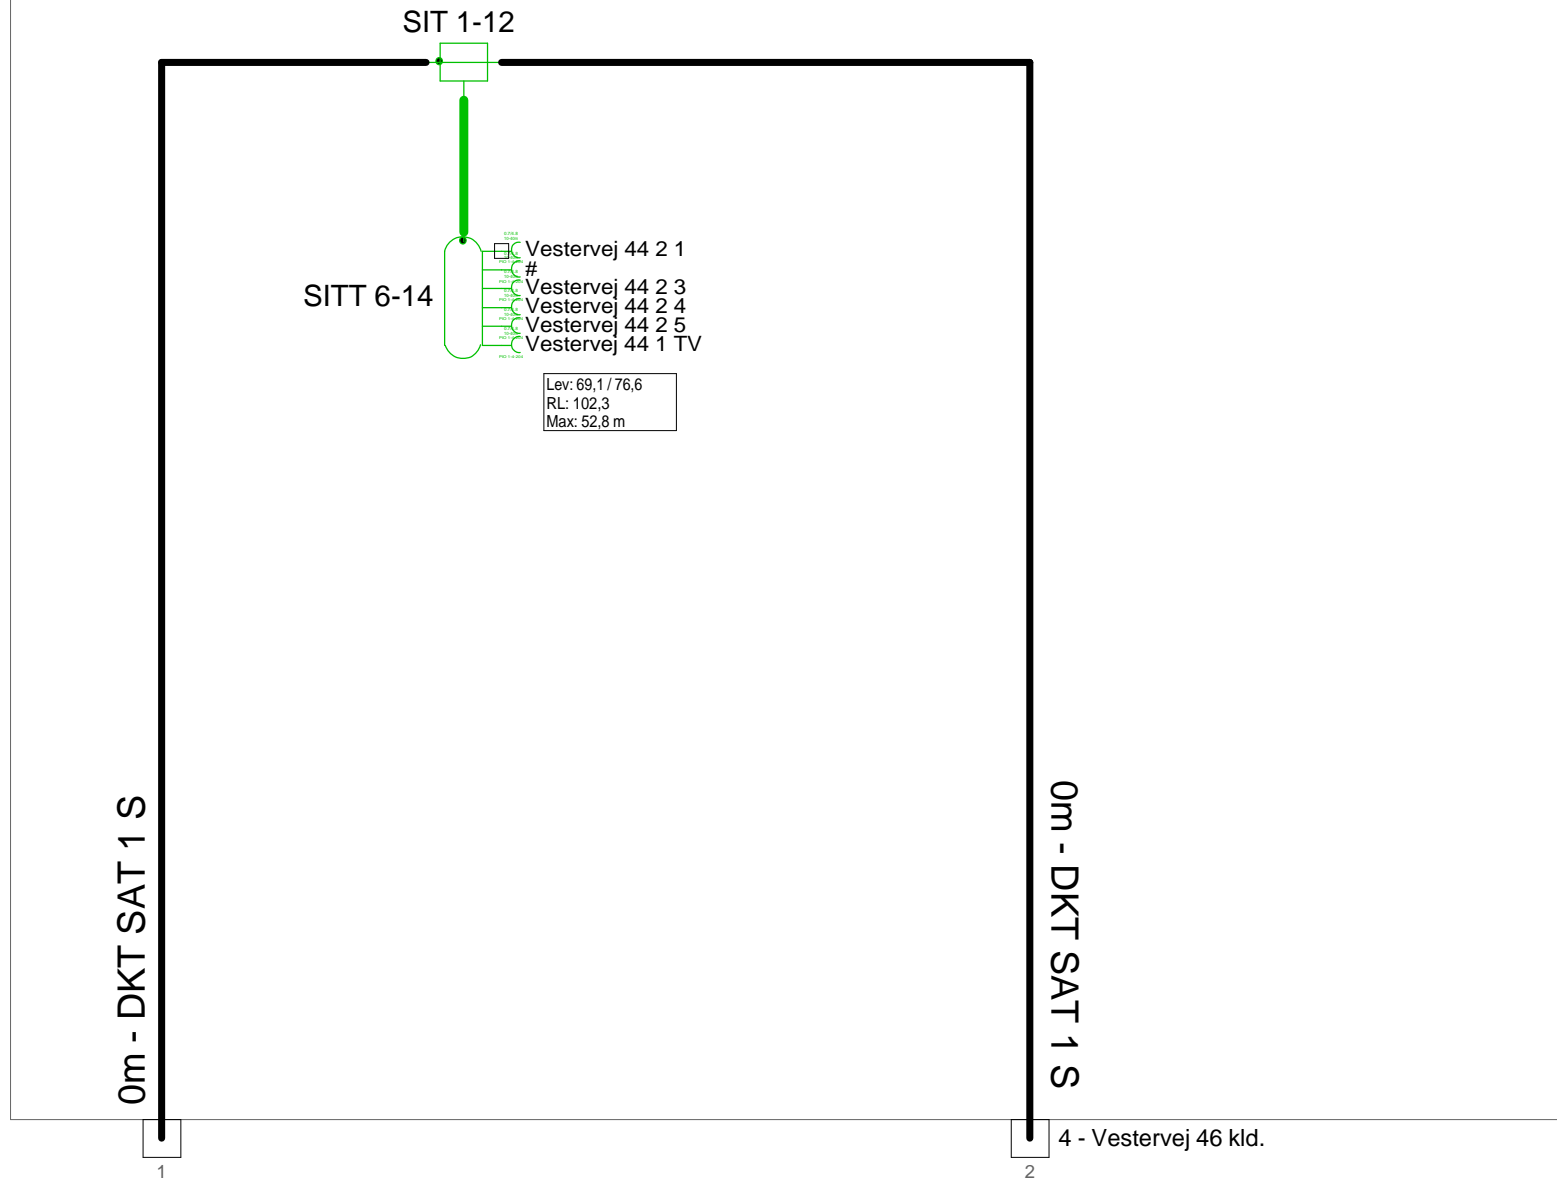 SIT 1-12
Vestervej 44 2 1
#
SITT 6-14
Vestervej 44 2 3
Vestervej 44 2 4
Vestervej 44 2 5
Vestervej 44 1 TV
Lev: 69,1 / 76,6
RL: 102,3
Max: 52,8 m
0m - DKT SAT 1 S
0m - DKT SAT 1 S
4 - Vestervej 46 kld.
1
2